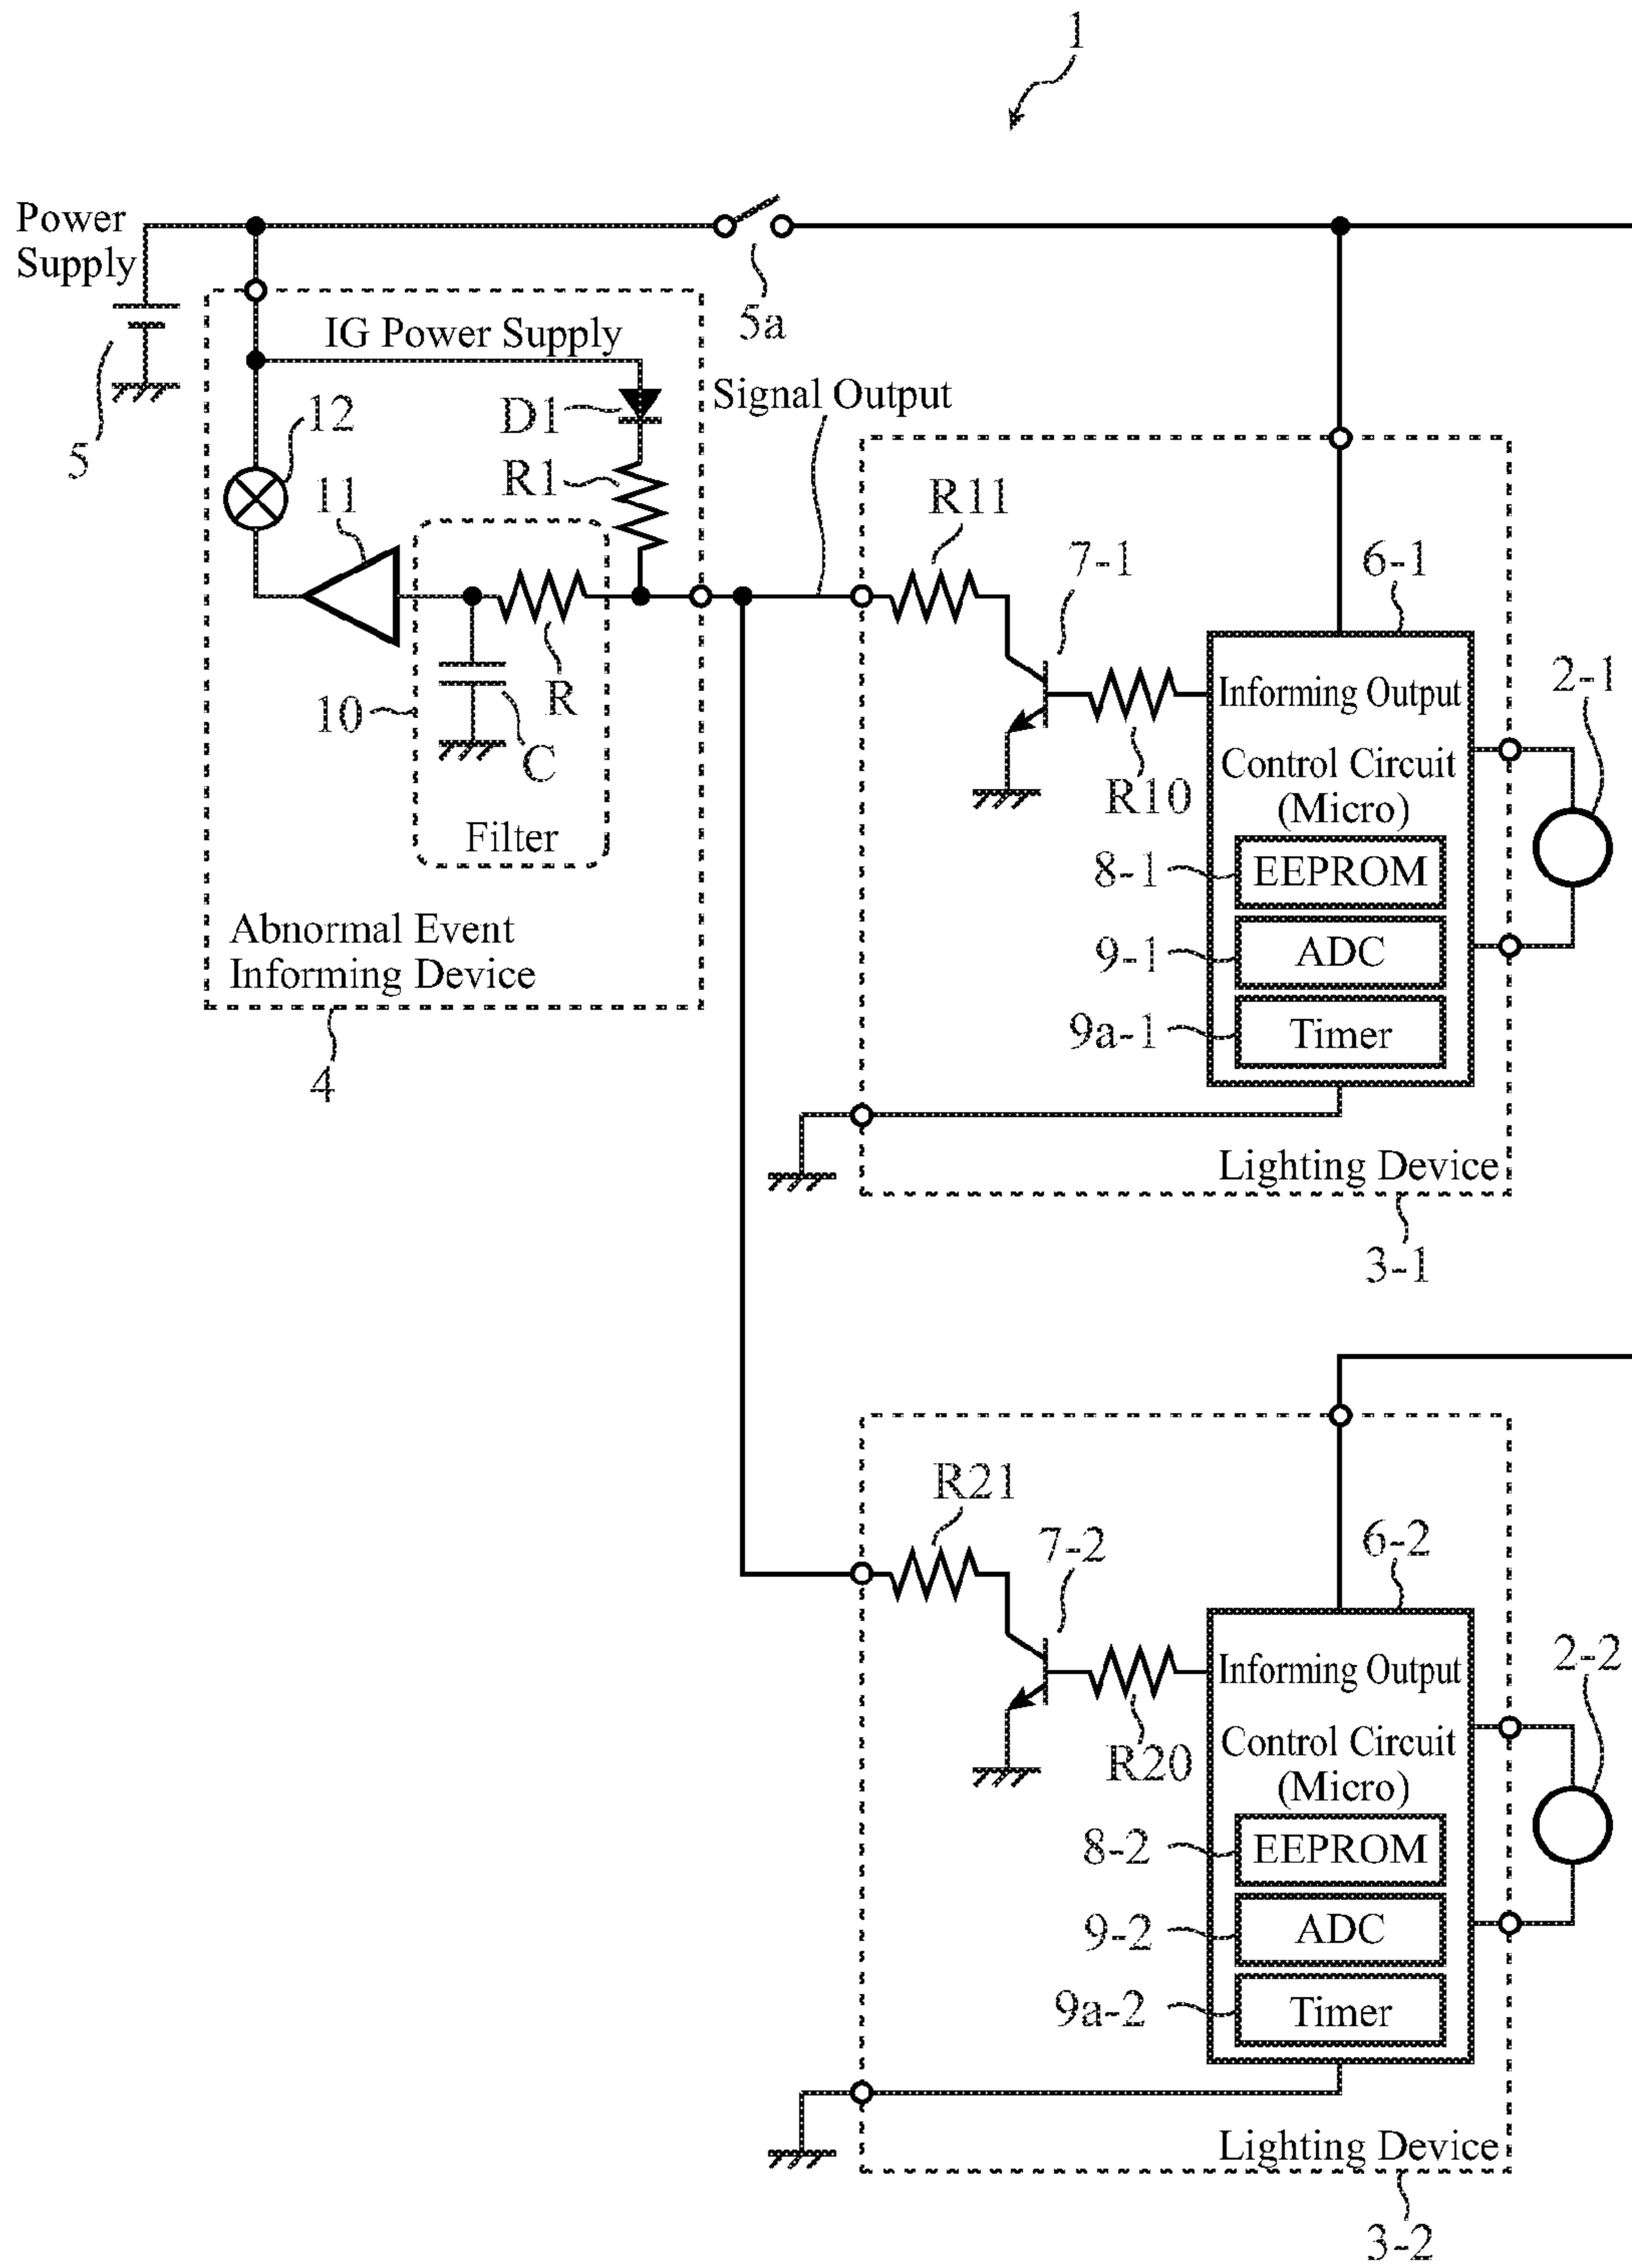 1
Power
Supply
5a
IG Power Supply
Signal Output
D1
12
5
R1
11
R11
7-1
6-1
Informing Output
2-1
R
10
C
Control Circuit
(Micro)
R10
Filter
8-1
EEPROM
Abnormal Event
Informing Device
9-1
ADC
9a-1
Timer
4
Lighting Device
3-1
R21
7-2
6-2
Informing Output
2-2
Control Circuit
(Micro)
R20
8-2
EEPROM
9-2
ADC
9a-2
Timer
Lighting Device
3-2